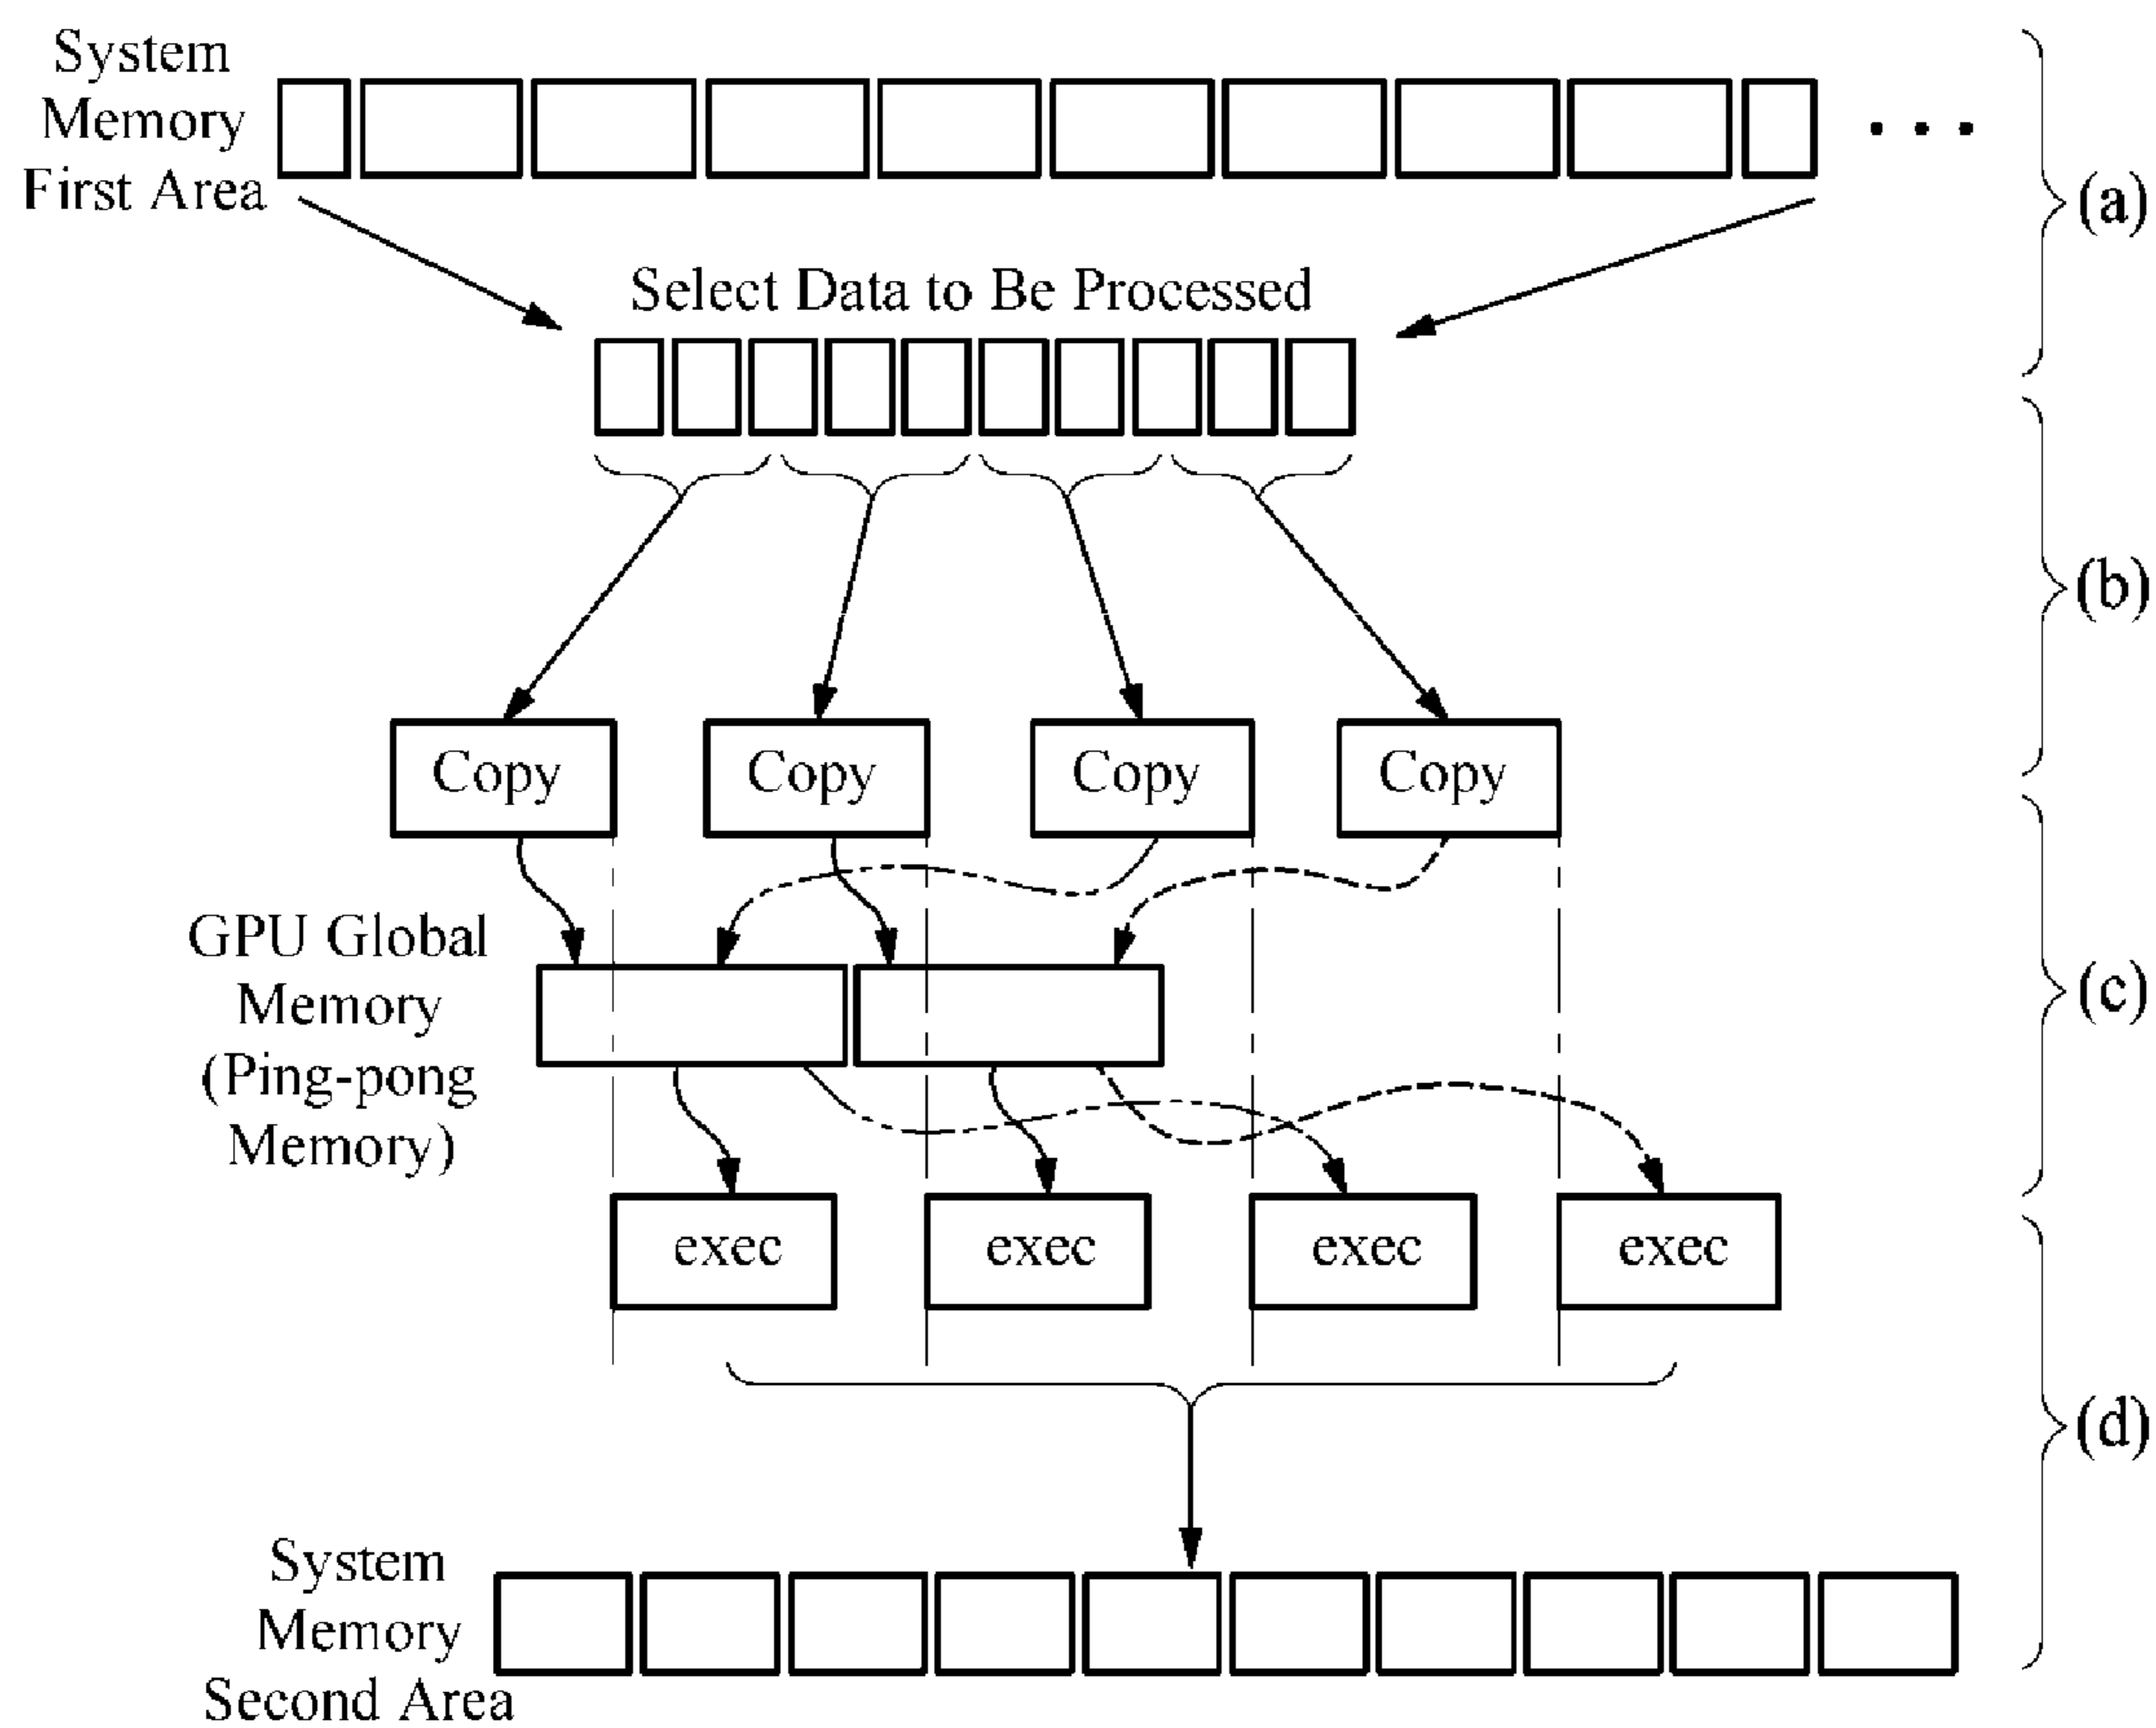 System
Memory
First Area
. . .
(a)
Select Data to Be Processed
(b)
Copy
Copy
Copy
Copy
GPU Global
Memory
(Ping-pong
Memory)
(c)
exec
exec
exec
exec
(d)
System
Memory
Second Area